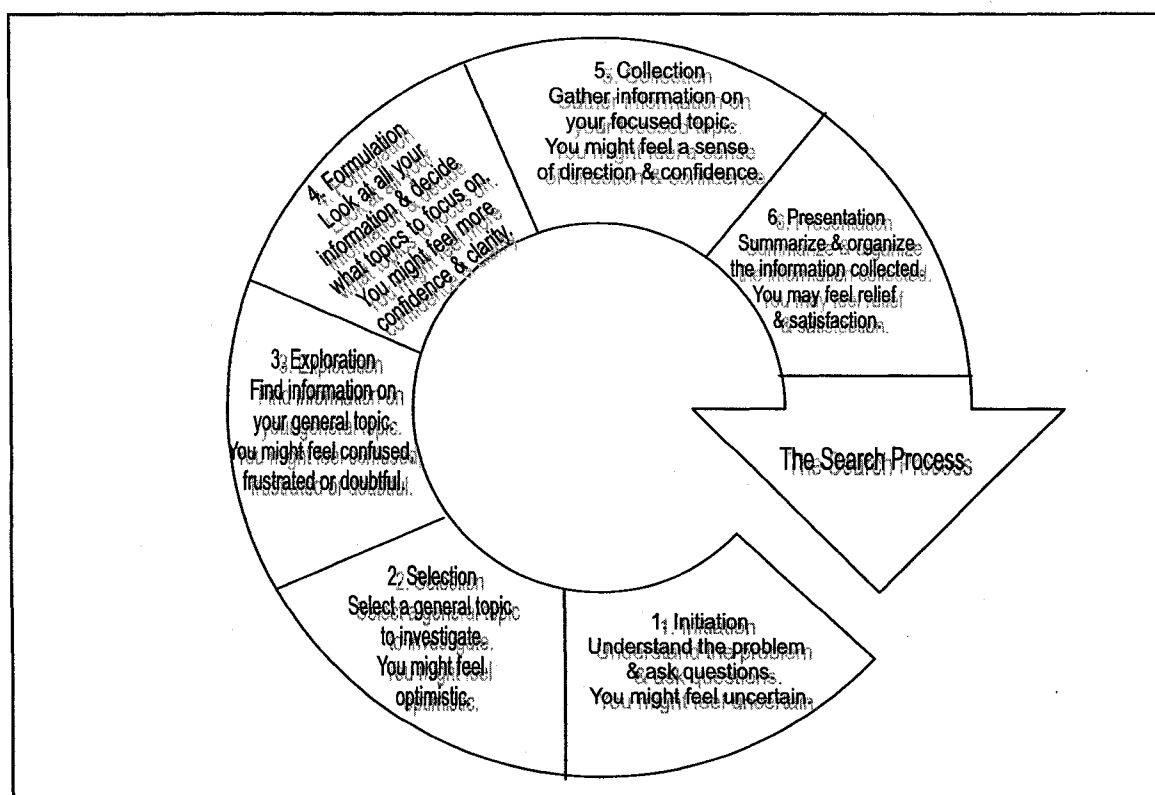 1. Initiation
Understand the problem
& ask questions.
You might feel uncertain.
2. Selection
Select a general topic
to investigate.
You might feel
optimistic.
3. Exploration
Find information on
your general topic.
You might feel confused,
frustrated or doubtful.
4. Formulation
Look at all your
information & decide
what topics to focus on.
You might feel more
confidence & clarity.
5. Collection
Gather information on
your focused topic.
You might feel a sense
of direction & confidence.
6. Presentation
Summarize & organize
the information collected.
You may feel relief
& satisfaction.
The Search Process